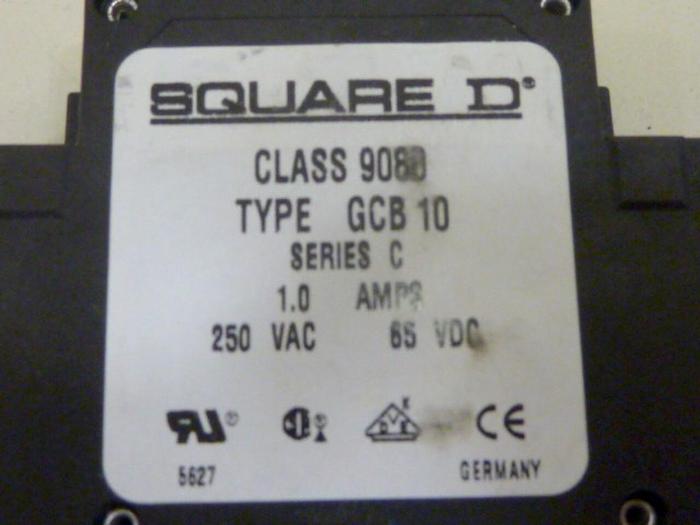 SQUARE D®
CLASS 9080
TYPE GCB 10
SERIES C
1.0 AMPS
250 VAC 65 VDC
5627
GERMANY